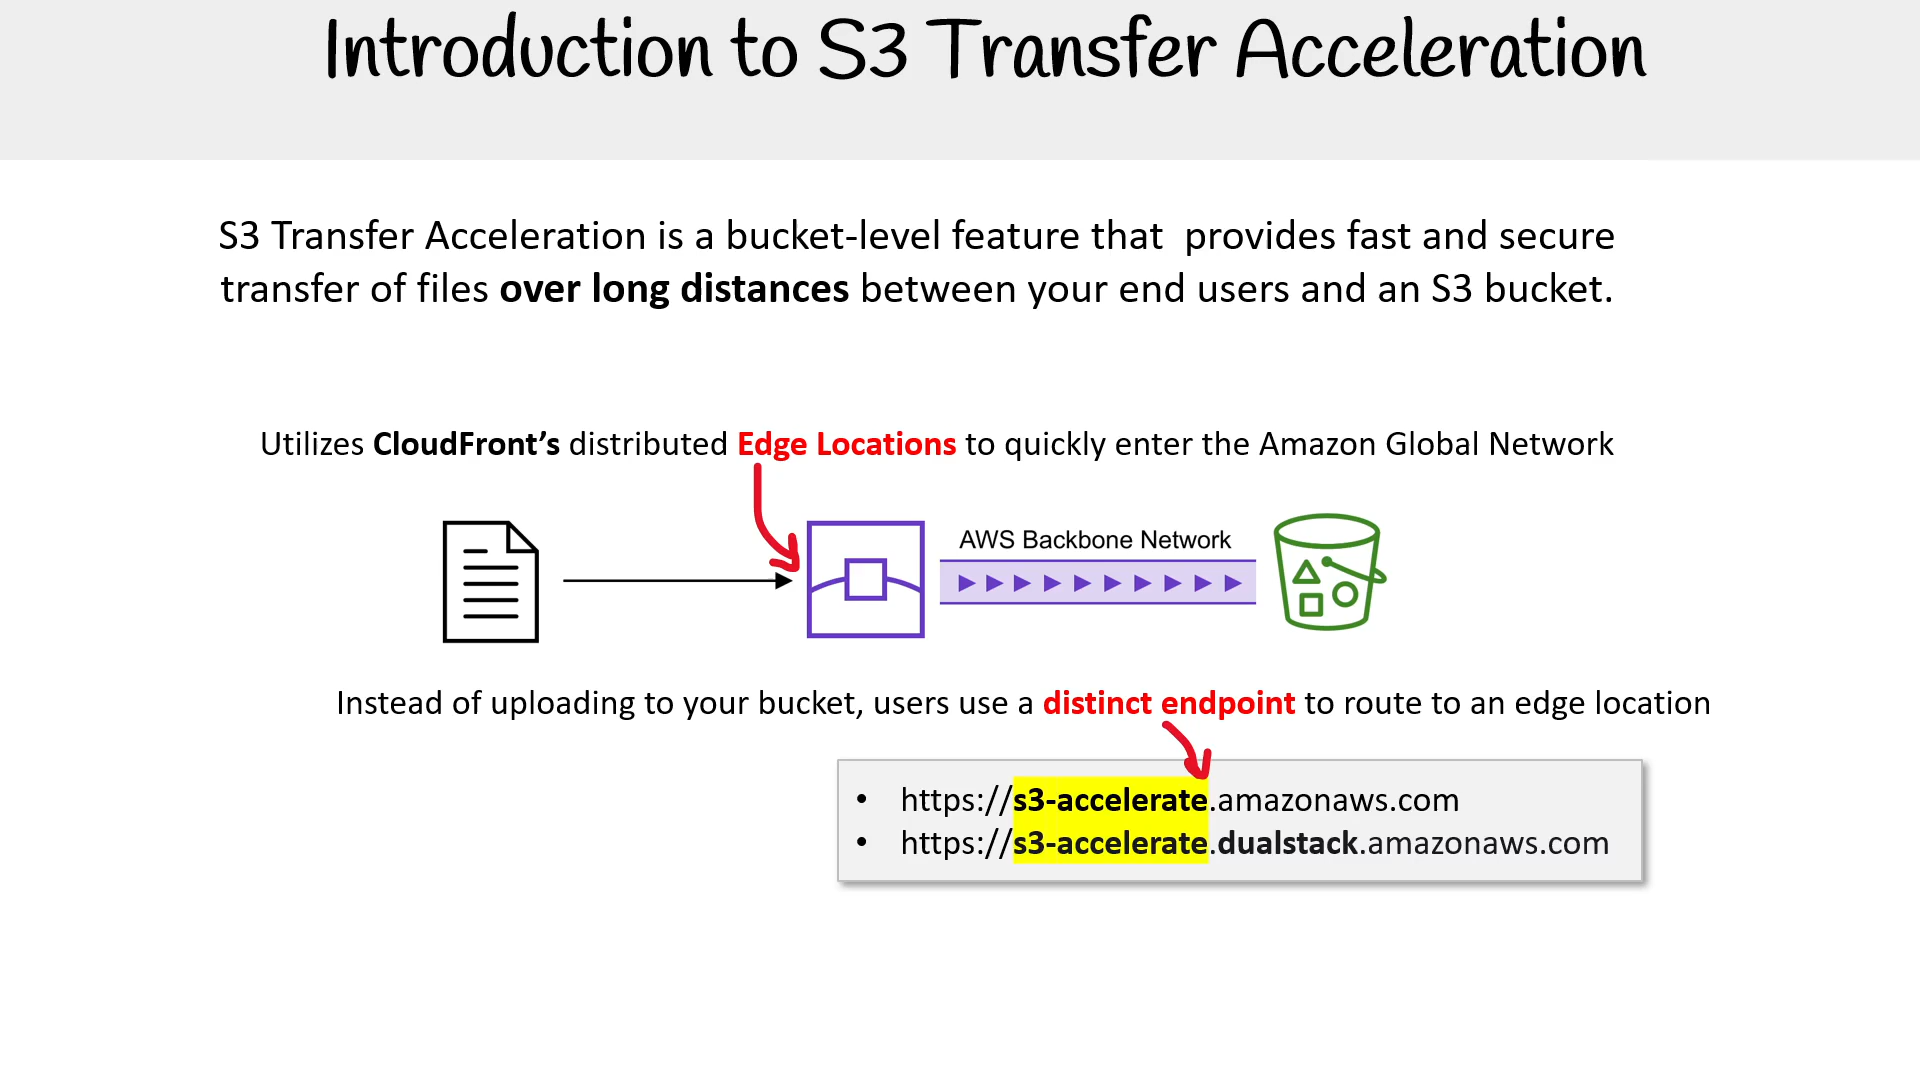 Introduction to S3 Transfer Acceleration
S3 Transfer Acceleration is a bucket-level feature that  provides fast and secure
transfer of files over long distances between your end users and an S3 bucket.
Utilizes CloudFront’s distributed Edge Locations to quickly enter the Amazon Global Network
AWS Backbone Network
Instead of uploading to your bucket, users use a distinct endpoint to route to an edge location
• https://s3-accelerate.amazonaws.com
• https://s3-accelerate.dualstack.amazonaws.com